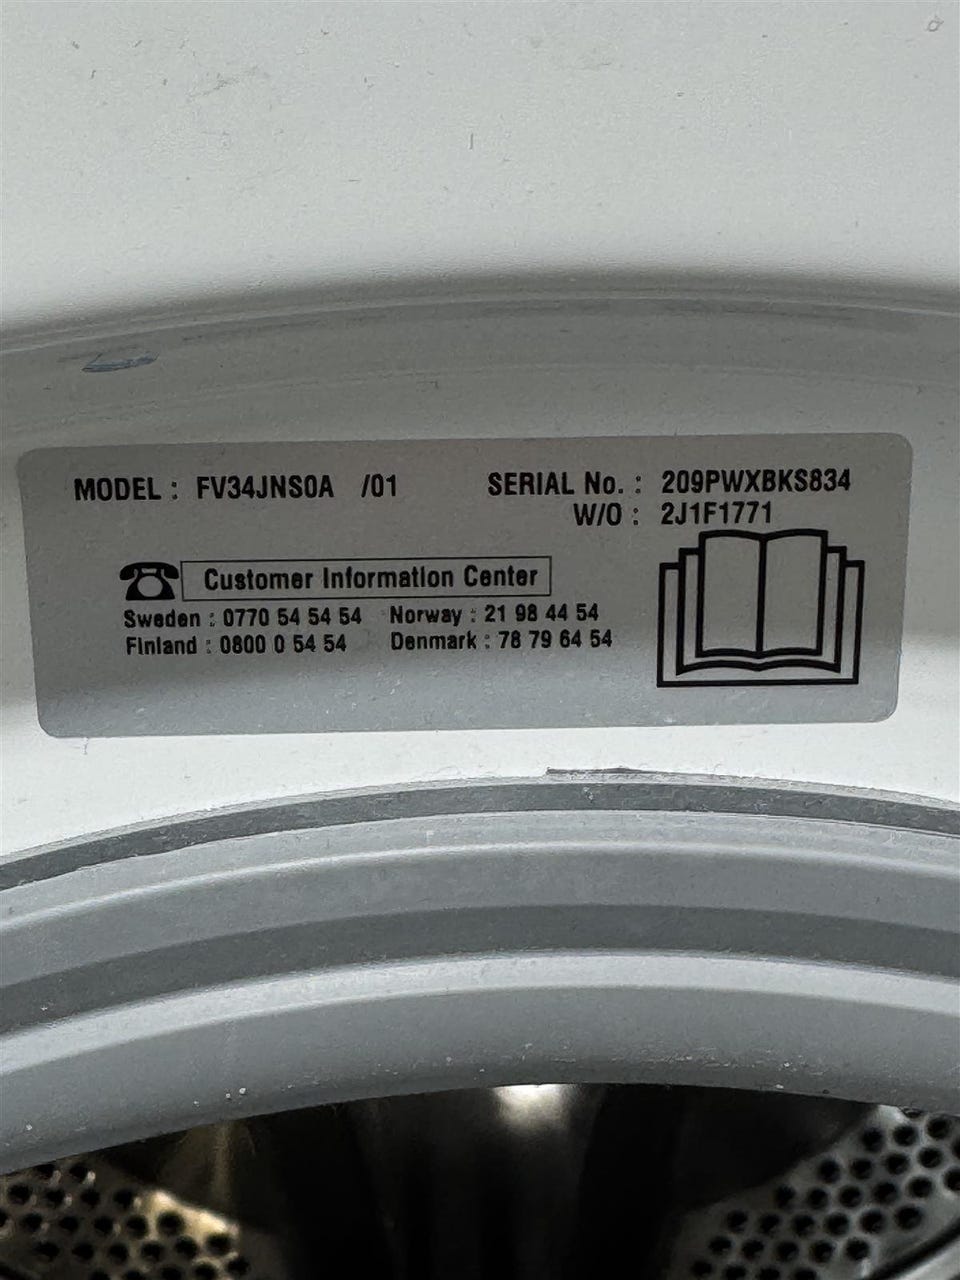 MODEL : FV34JNS0A /01
SERIAL No. : 209PWXBKS834
W/O : 2J1F1771
Customer Information Center
Sweden : 0770 54 54 54 Norway : 21 98 44 54
Finland : 0800 0 54 54 Denmark : 78 79 64 54